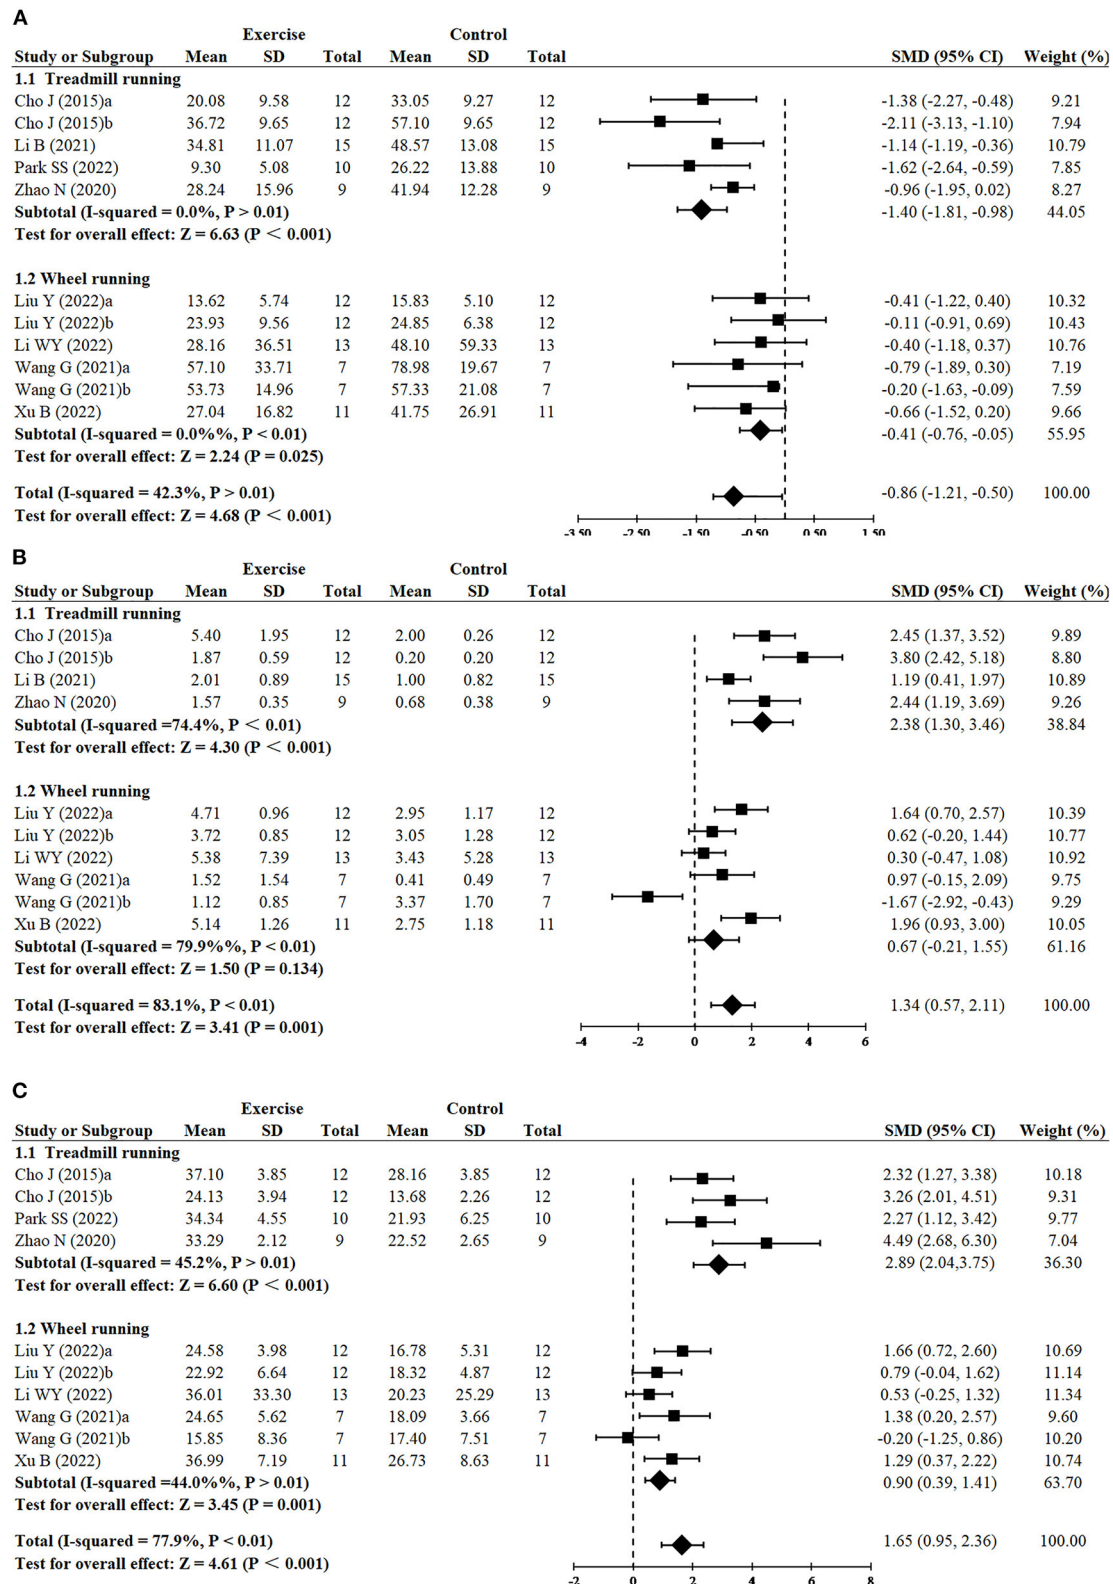 A
Exercise Control
Study or Subgroup Mean SD Total Mean SD Total SMD (95% CI) Weight (%)
1.1 Treadmill running
Cho J (2015)a 20.08 9.58 12 33.05 9.27 12 -1.38 (-2.27, -0.48) 9.21
Cho J (2015)b 36.72 9.65 12 57.10 9.65 12 -2.11 (-3.13, -1.10) 7.94
Li B (2021) 34.81 11.07 15 48.57 13.08 15 -1.14 (-1.19, -0.36) 10.79
Park SS (2022) 9.30 5.08 10 26.22 13.88 10 -1.62 (-2.64, -0.59) 7.85
Zhao N (2020) 28.24 15.96 9 41.94 12.28 9 -0.96 (-1.95, 0.02) 8.27
Subtotal (I-squared = 0.0%, P > 0.01) -1.40 (-1.81, -0.98) 44.05
Test for overall effect: Z = 6.63 (P < 0.001)
1.2 Wheel running
Liu Y (2022)a 13.62 5.74 12 15.83 5.10 12 -0.41 (-1.22, 0.40) 10.32
Liu Y (2022)b 23.93 9.56 12 24.85 6.38 12 -0.11 (-0.91, 0.69) 10.43
Li WY (2022) 28.16 36.51 13 48.10 59.33 13 -0.40 (-1.18, 0.37) 10.76
Wang G (2021)a 57.10 33.71 7 78.98 19.67 7 -0.79 (-1.89, 0.30) 7.19
Wang G (2021)b 53.73 14.96 7 57.33 21.08 7 -0.20 (-1.63, -0.09) 7.59
Xu B (2022) 27.04 16.82 11 41.75 26.91 11 -0.66 (-1.52, 0.20) 9.66
Subtotal (I-squared = 0.0%%, P < 0.01) -0.41 (-0.76, -0.05) 55.95
Test for overall effect: Z = 2.24 (P = 0.025)
Total (I-squared = 42.3%, P > 0.01) -0.86 (-1.21, -0.50) 100.00
Test for overall effect: Z = 4.68 (P < 0.001)
-3.50 -2.50 -1.50 -0.50 0.50 1.50
B
Exercise Control
Study or Subgroup Mean SD Total Mean SD Total SMD (95% CI) Weight (%)
1.1 Treadmill running
Cho J (2015)a 5.40 1.95 12 2.00 0.26 12 2.45 (1.37, 3.52) 9.89
Cho J (2015)b 1.87 0.59 12 0.20 0.20 12 3.80 (2.42, 5.18) 8.80
Li B (2021) 2.01 0.89 15 1.00 0.82 15 1.19 (0.41, 1.97) 10.89
Zhao N (2020) 1.57 0.35 9 0.68 0.38 9 2.44 (1.19, 3.69) 9.26
Subtotal (I-squared =74.4%, P < 0.01) 2.38 (1.30, 3.46) 38.84
Test for overall effect: Z = 4.30 (P < 0.001)
1.2 Wheel running
Liu Y (2022)a 4.71 0.96 12 2.95 1.17 12 1.64 (0.70, 2.57) 10.39
Liu Y (2022)b 3.72 0.85 12 3.05 1.28 12 0.62 (-0.20, 1.44) 10.77
Li WY (2022) 5.38 7.39 13 3.43 5.28 13 0.30 (-0.47, 1.08) 10.92
Wang G (2021)a 1.52 1.54 7 0.41 0.49 7 0.97 (-0.15, 2.09) 9.75
Wang G (2021)b 1.12 0.85 7 3.37 1.70 7 -1.67 (-2.92, -0.43) 9.29
Xu B (2022) 5.14 1.26 11 2.75 1.18 11 1.96 (0.93, 3.00) 10.05
Subtotal (I-squared = 79.9%%, P < 0.01) 0.67 (-0.21, 1.55) 61.16
Test for overall effect: Z = 1.50 (P = 0.134)
Total (I-squared = 83.1%, P < 0.01) 1.34 (0.57, 2.11) 100.00
Test for overall effect: Z = 3.41 (P = 0.001)
-4 -2 0 2 4 6
C
Exercise Control
Study or Subgroup Mean SD Total Mean SD Total SMD (95% CI) Weight (%)
1.1 Treadmill running
Cho J (2015)a 37.10 3.85 12 28.16 3.85 12 2.32 (1.27, 3.38) 10.18
Cho J (2015)b 24.13 3.94 12 13.68 2.26 12 3.26 (2.01, 4.51) 9.31
Park SS (2022) 34.34 4.55 10 21.93 6.25 10 2.27 (1.12, 3.42) 9.77
Zhao N (2020) 33.29 2.12 9 22.52 2.65 9 4.49 (2.68, 6.30) 7.04
Subtotal (I-squared = 45.2%, P > 0.01) 2.89 (2.04,3.75) 36.30
Test for overall effect: Z = 6.60 (P < 0.001)
1.2 Wheel running
Liu Y (2022)a 24.58 3.98 12 16.78 5.31 12 1.66 (0.72, 2.60) 10.69
Liu Y (2022)b 22.92 6.64 12 18.32 4.87 12 0.79 (-0.04, 1.62) 11.14
Li WY (2022) 36.01 33.30 13 20.23 25.29 13 0.53 (-0.25, 1.32) 11.34
Wang G (2021)a 24.65 5.62 7 18.09 3.66 7 1.38 (0.20, 2.57) 9.60
Wang G (2021)b 15.85 8.36 7 17.40 7.51 7 -0.20 (-1.25, 0.86) 10.20
Xu B (2022) 36.99 7.19 11 26.73 8.63 11 1.29 (0.37, 2.22) 10.74
Subtotal (I-squared =44.0%%, P > 0.01) 0.90 (0.39, 1.41) 63.70
Test for overall effect: Z = 3.45 (P = 0.001)
Total (I-squared = 77.9%, P < 0.01) 1.65 (0.95, 2.36) 100.00
Test for overall effect: Z = 4.61 (P < 0.001)
-2 0 2 4 6 8